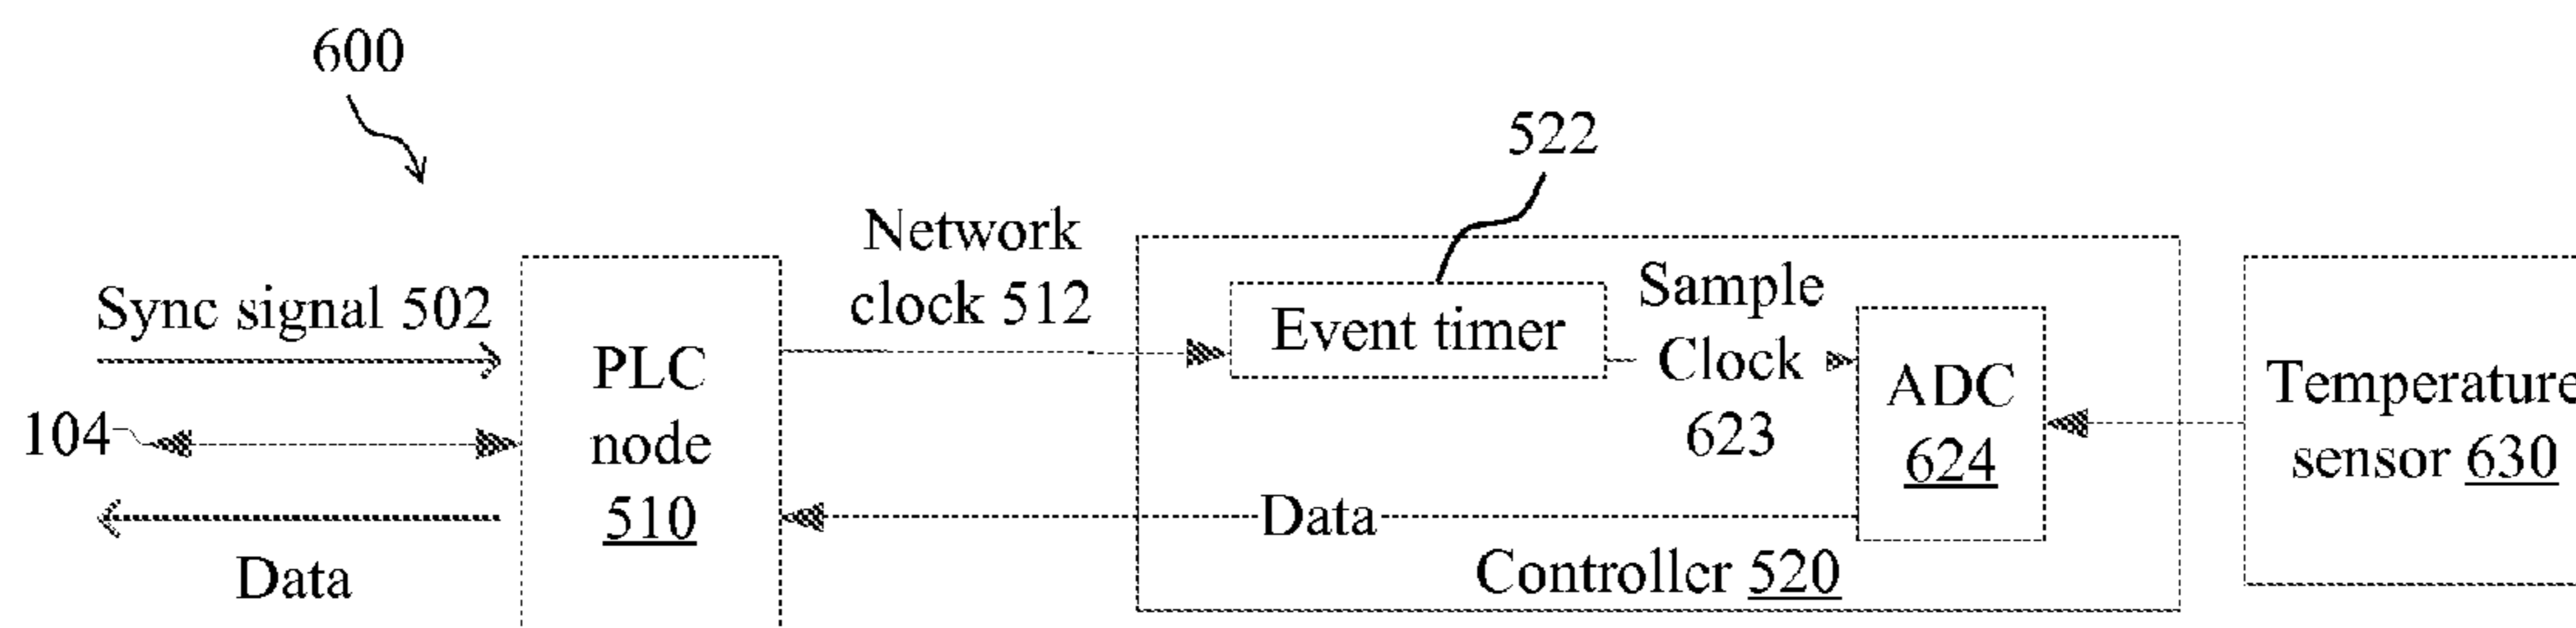 600
522
Network
clock 512
Sync signal 502
Event timer
Sample
Clock
623
PLC
node
510
ADC
624
Temperature
sensor 630
104
Data
Data
Controller 520